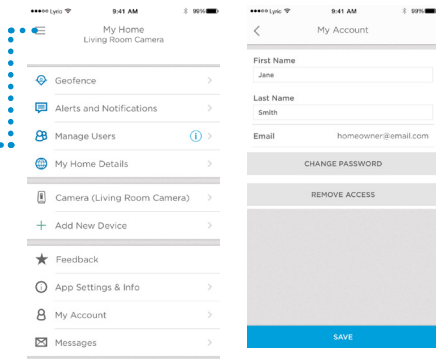 Lyric
9:41 AM
99%
My Home
Living Room Camera
Geofence
Alerts and Notifications
Manage Users
My Home Details
Camera (Living Room Camera)
Add New Device
Feedback
App Settings & Info
My Account
Messages
Lyric
9:41 AM
99%
My Account
First Name
Jane
Last Name
Smith
Email homeowner@email.com
CHANGE PASSWORD
REMOVE ACCESS
SAVE